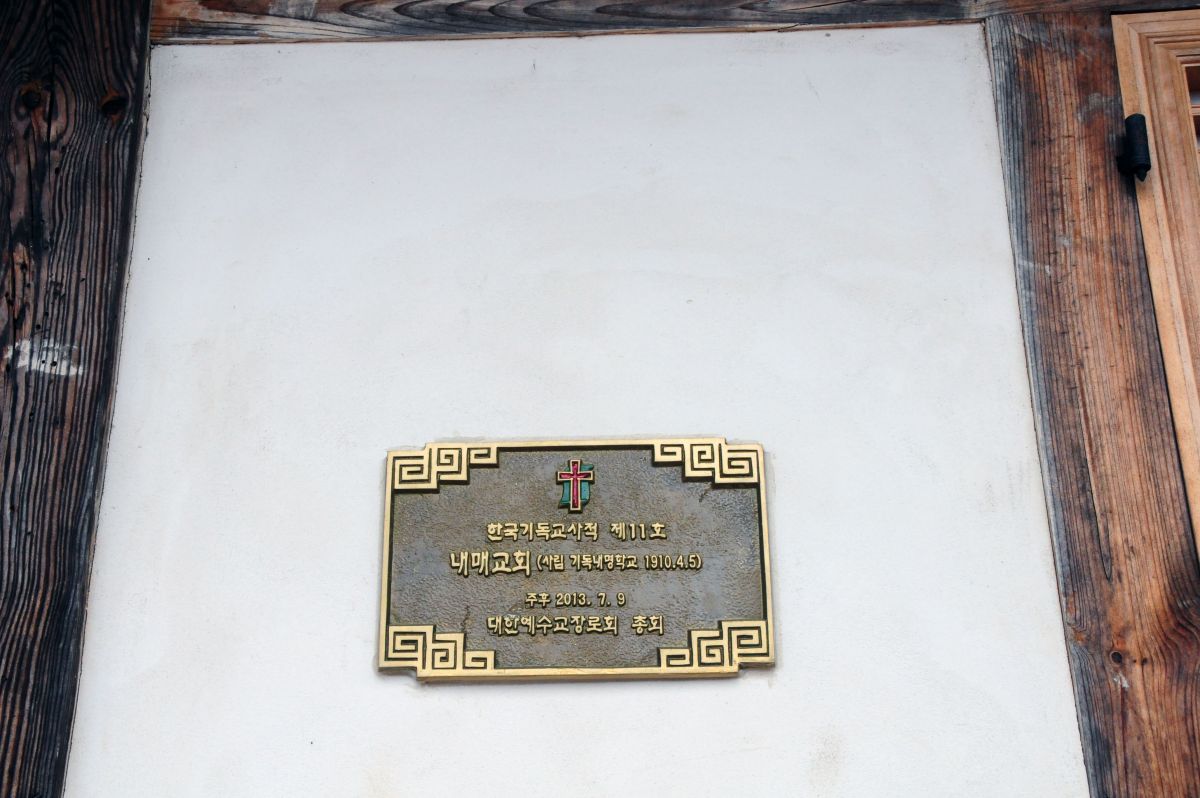 한국기독교사적 제11호
내매교회 (사립 기독내명학교 1910.4.5)
주후 2013. 7. 9
대한예수교장로회 총회